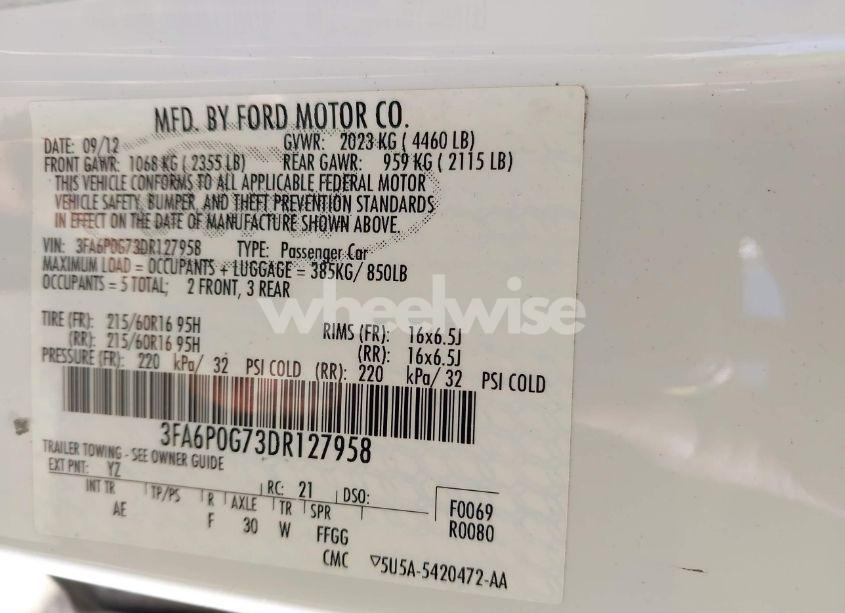 MFD. BY FORD MOTOR CO.
DATE: 09/12 GVWR: 2023 KG ( 4460 LB)
FRONT GAWR: 1068 KG ( 2355 LB) REAR GAWR: 959 KG ( 2115 LB)
THIS VEHICLE CONFORMS TO ALL APPLICABLE FEDERAL MOTOR
VEHICLE SAFETY, BUMPER, AND THEFT PREVENTION STANDARDS
IN EFFECT ON THE DATE OF MANUFACTURE SHOWN ABOVE.
VIN: 3FA6P0G73DR127958 TYPE: Passenger Car
MAXIMUM LOAD = OCCUPANTS + LUGGAGE = 385KG/ 850LB
OCCUPANTS = 5 TOTAL; 2 FRONT, 3 REAR
wheelwise
TIRE (FR): 215/60R16 95H RIMS (FR): 16x6.5J
(RR): 215/60R16 95H (RR): 16x6.5J
PRESSURE (FR): 220 kPa/ 32 PSI COLD (RR): 220 kPa/ 32 PSI COLD
3FA6P0G73DR127958
TRAILER TOWING - SEE OWNER GUIDE
EXT PNT: YZ RC: 21 DSO: F0069
INT TR TP/PS R AXLE TR SPR R0080
AE F 30 W FFGG
CMC ▽5U5A-5420472-AA